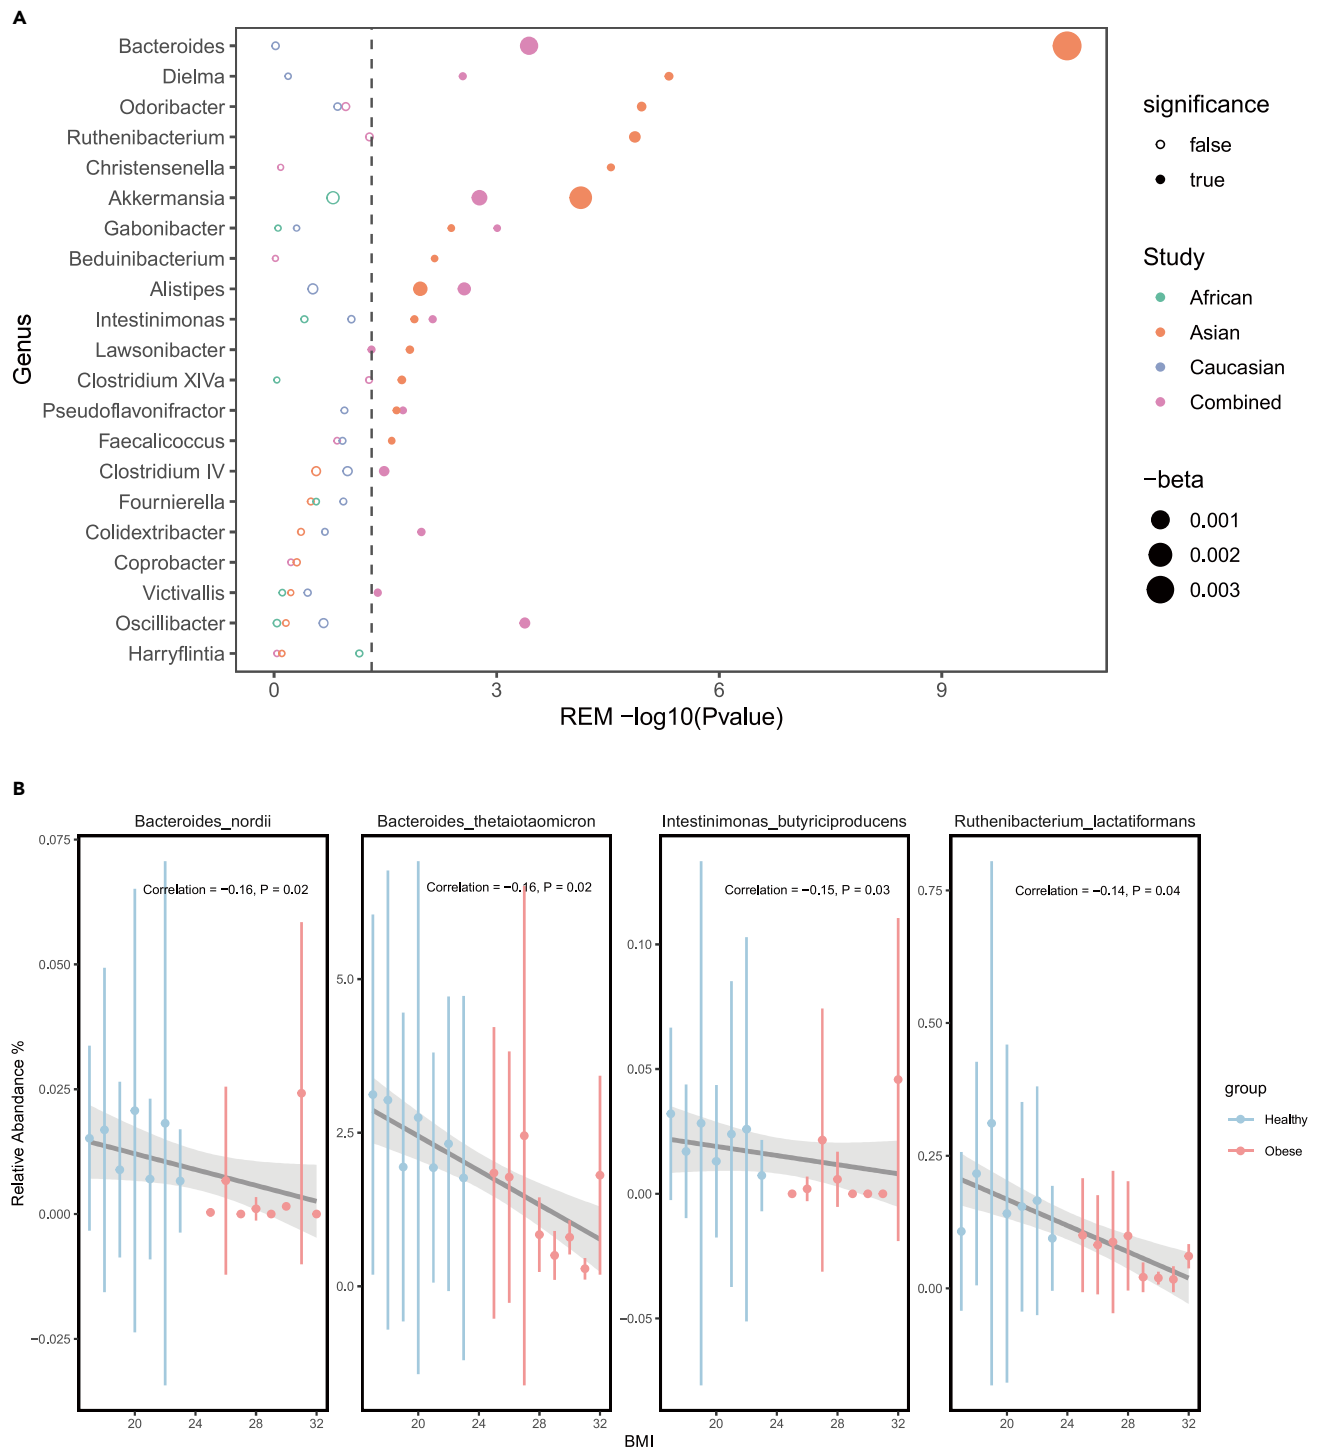 A
Genus
Bacteroides
Dielma
Odoribacter
Ruthenibacterium
Christensenella
Akkermansia
Gabonibacter
Beduinibacterium
Alistipes
Intestinimonas
Lawsonibacter
Clostridium XIVa
Pseudoflavonifractor
Faecalicoccus
Clostridium IV
Fournierella
Colidextribacter
Coprobacter
Victivallis
Oscillibacter
Harryflintia
0 3 6 9
REM −log10(Pvalue)
significance
false
true
Study
African
Asian
Caucasian
Combined
−beta
0.001
0.002
0.003
B
Relative Abandance %
Bacteroides_nordii
Correlation = −0.16, P = 0.02
0.075
0.050
0.025
0.000
−0.025
20 24 28 32
Bacteroides_thetaiotaomicron
Correlation = −0.16, P = 0.02
5.0
2.5
0.0
20 24 28 32
Intestinimonas_butyriciproducens
Correlation = −0.15, P = 0.03
0.10
0.05
0.00
−0.05
20 24 28 32
Ruthenibacterium_lactatiformans
Correlation = −0.14, P = 0.04
0.75
0.50
0.25
0.00
20 24 28 32
BMI
group
Healthy
Obese